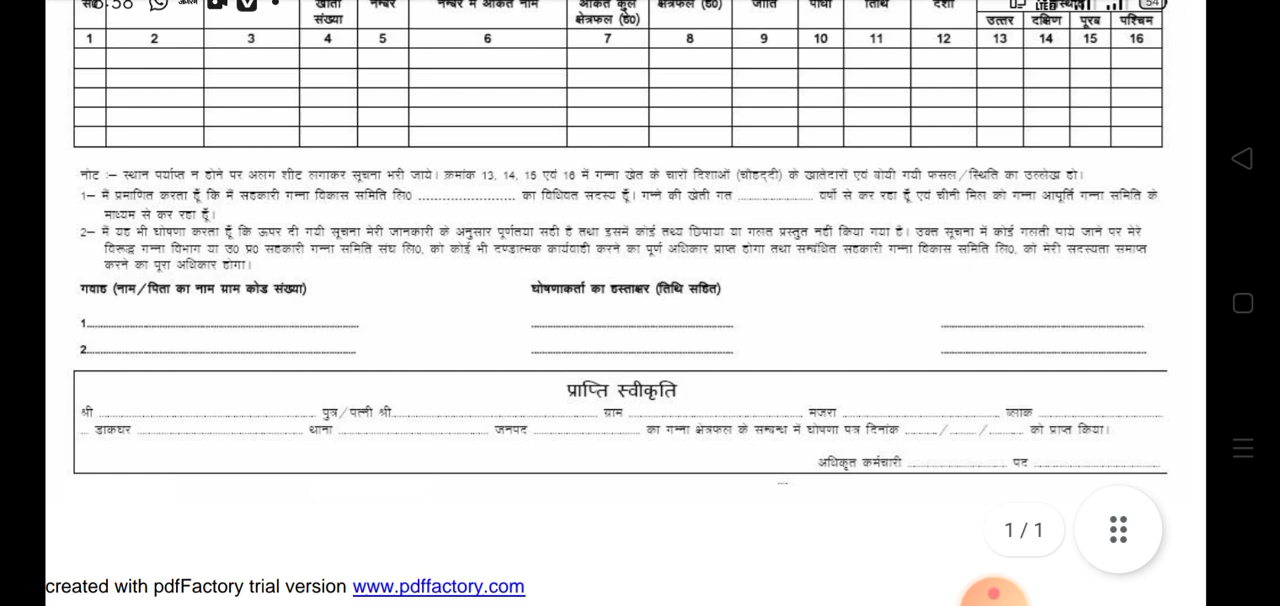 खाता नम्बर नम्बर में अंकित नाम अंकित कुल क्षेत्रफल (हे0) जाति पौधा तिथि दशा
संख्या क्षेत्रफल (हे0)
उत्तर दक्षिण पूरब पश्चिम
1 2 3 4 5 6 7 8 9 10 11 12 13 14 15 16
नोट :– स्थान पर्याप्त न होने पर अलग शीट लगाकर सूचना भरी जाये। क्रमांक 13, 14, 15 एवं 16 में गन्ना खेत के चारों दिशाओं (चौहद्दी) के खातेदारों एवं बोयी गयी फसल/स्थिति का उल्लेख हो।
1– मैं प्रमाणित करता हूँ कि मैं सहकारी गन्ना विकास समिति लि0 ........................ का विधिवत सदस्य हूँ। गन्ने की खेती गत ........................ वर्षो से कर रहा हूँ एवं चीनी मिल को गन्ना आपूर्ति गन्ना समिति के
माध्यम से कर रहा हूँ।
2– मैं यह भी घोषणा करता हूँ कि ऊपर दी गयी सूचना मेरी जानकारी के अनुसार पूर्णतया सही है तथा इसमें कोई तथ्य छिपाया या गलत प्रस्तुत नहीं किया गया है। उक्त सूचना में कोई गलती पाये जाने पर मेरे
विरूद्ध गन्ना विभाग या उ0 प्र0 सहकारी गन्ना समिति संघ लि0, को कोई भी दण्डात्मक कार्यवाही करने का पूर्ण अधिकार प्राप्त होगा तथा सम्बंधित सहकारी गन्ना विकास समिति लि0, को मेरी सदस्यता समाप्त
करने का पूरा अधिकार होगा।
गवाह (नाम/पिता का नाम ग्राम कोड संख्या) घोषणाकर्ता का हस्ताक्षर (तिथि सहित)
1........................
2........................
प्राप्ति स्वीकृति
श्री ........................ पुत्र/पत्नी श्री........................ ग्राम ........................ मजरा ........................ ब्लाक ........................
डाकघर ........................ थाना ........................ जनपद ........................ का गन्ना क्षेत्रफल के सम्बन्ध में घोषणा पत्र दिनांक ......../......../........ को प्राप्त किया।
अधिकृत कर्मचारी ........................ पद ........................
1 / 1
created with pdfFactory trial version www.pdffactory.com